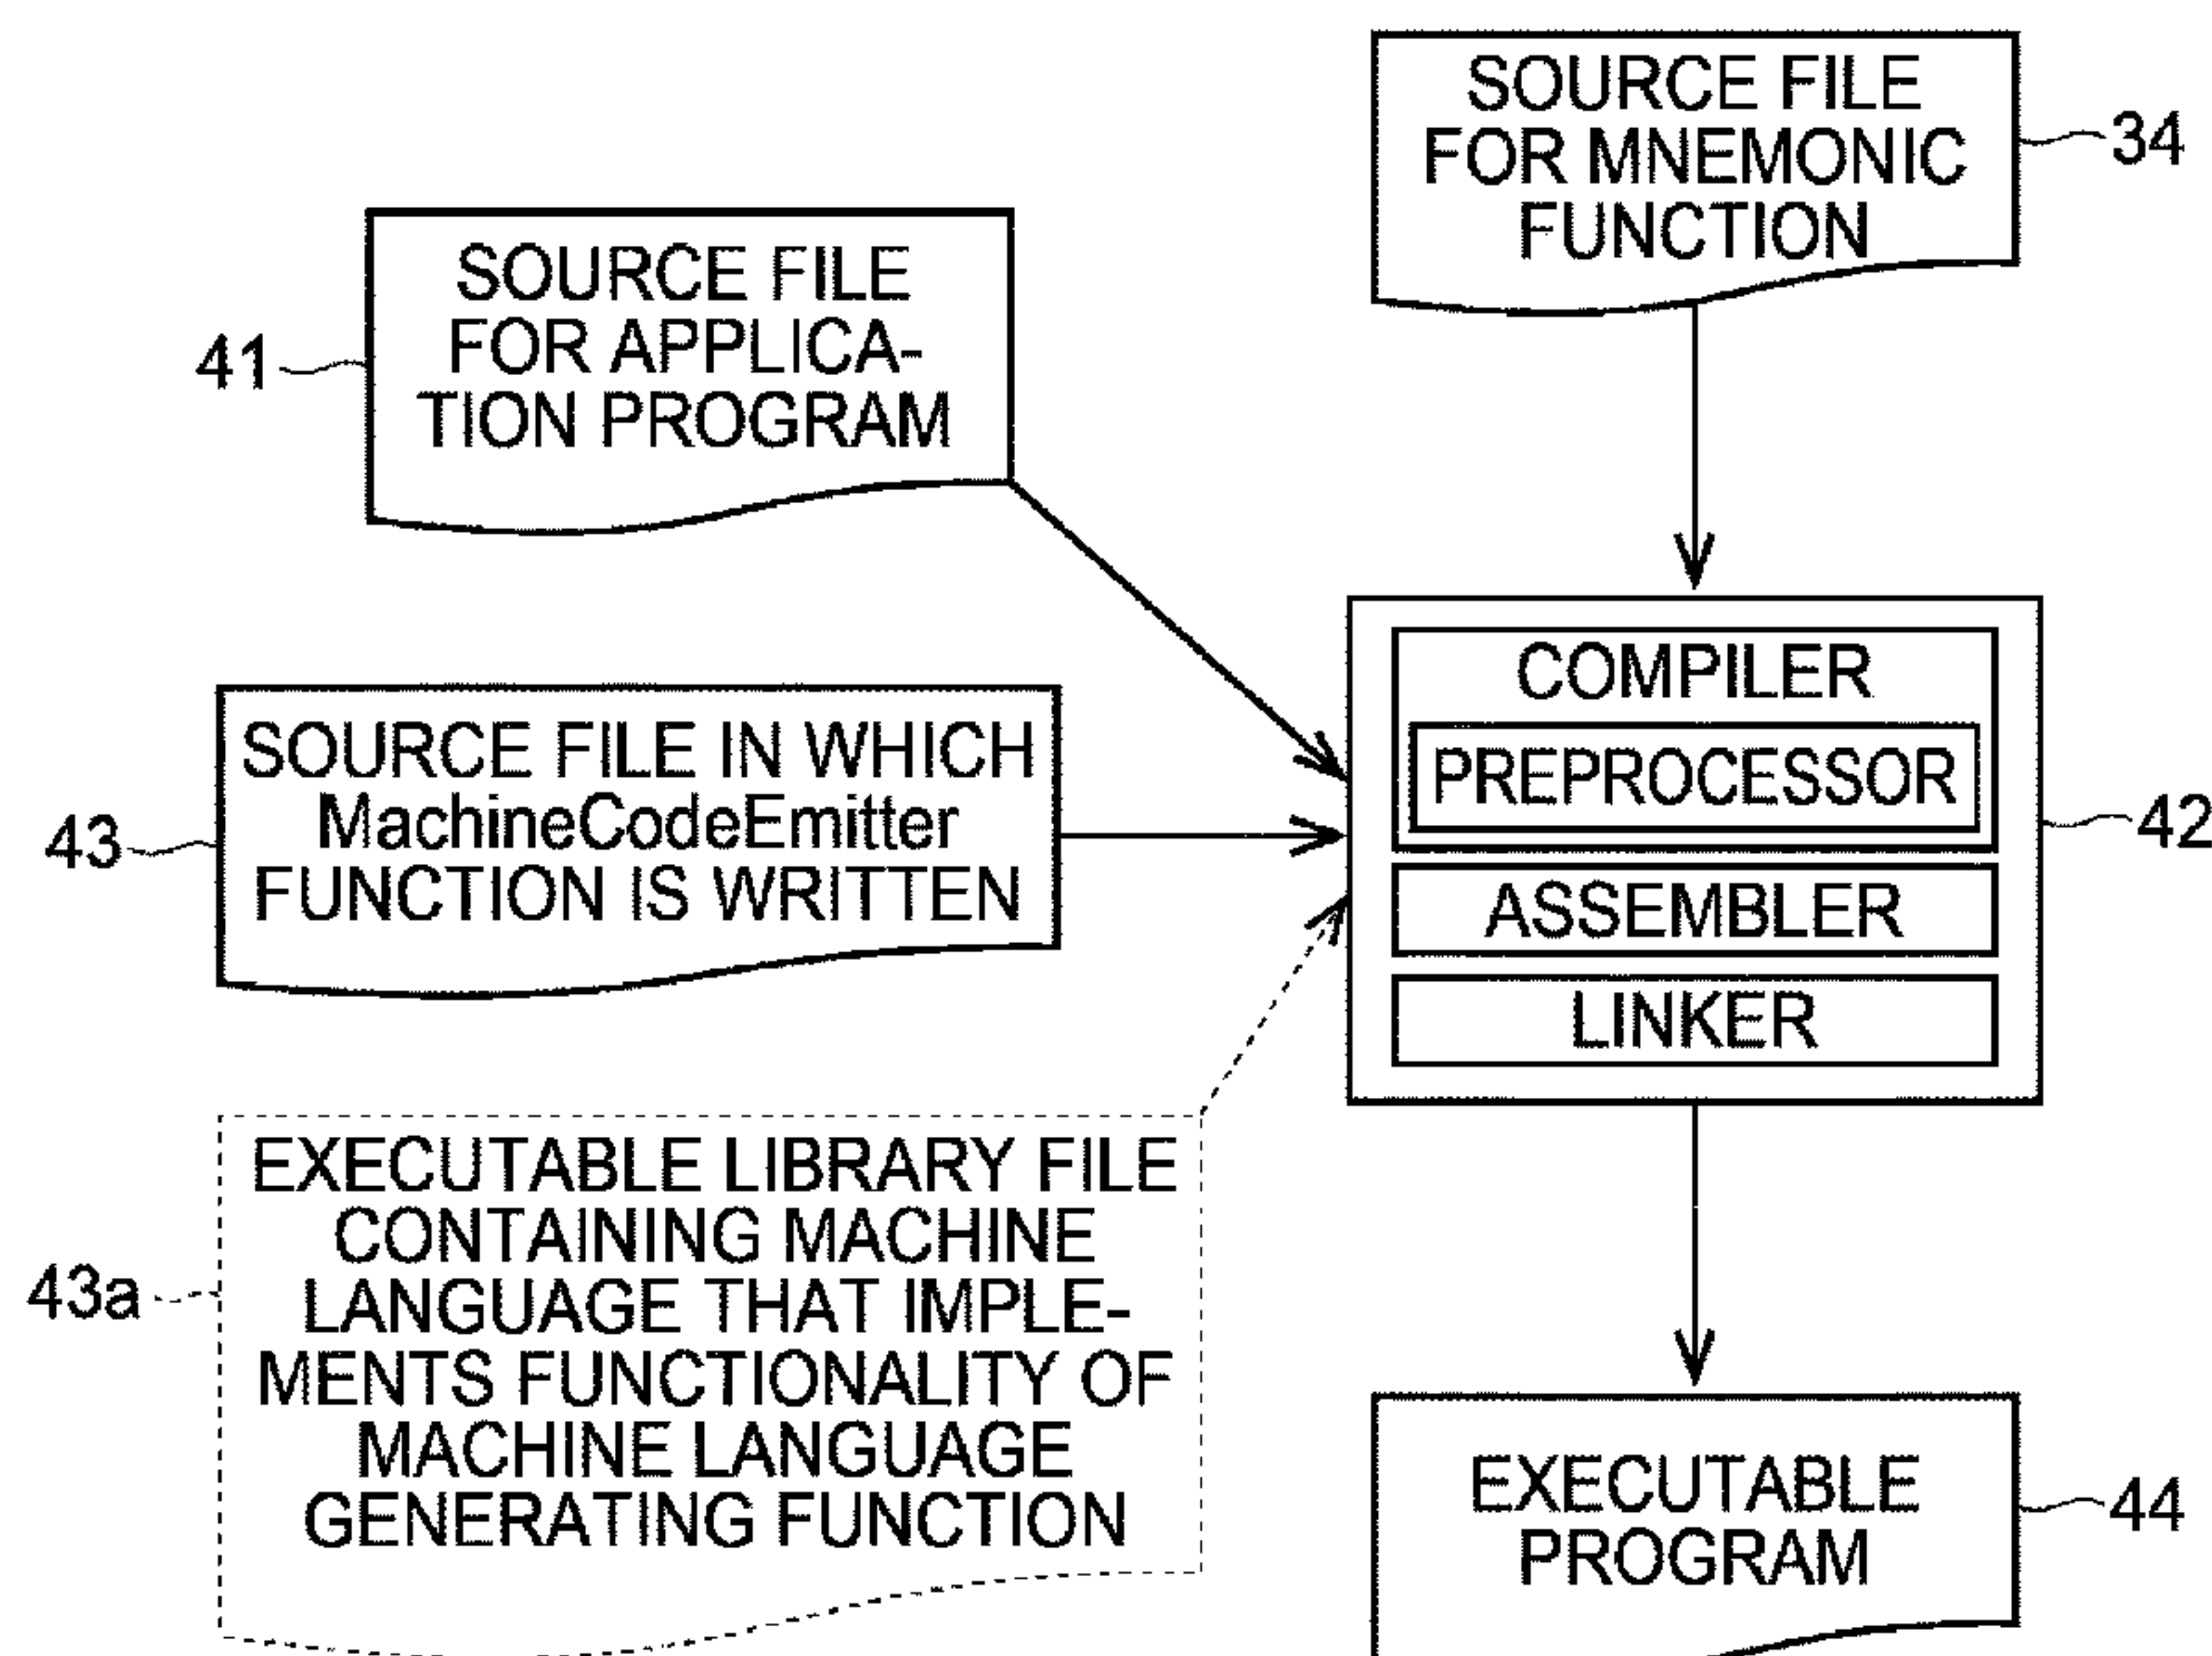 SOURCE FILE
FOR MNEMONIC
FUNCTION
34
SOURCE FILE
FOR APPLICA-
TION PROGRAM
41
COMPILER
PREPROCESSOR
ASSEMBLER
LINKER
42
SOURCE FILE IN WHICH
MachineCodeEmitter
FUNCTION IS WRITTEN
43
EXECUTABLE LIBRARY FILE
CONTAINING MACHINE
LANGUAGE THAT IMPLE-
MENTS FUNCTIONALITY OF
MACHINE LANGUAGE
GENERATING FUNCTION
43a
EXECUTABLE
PROGRAM
44